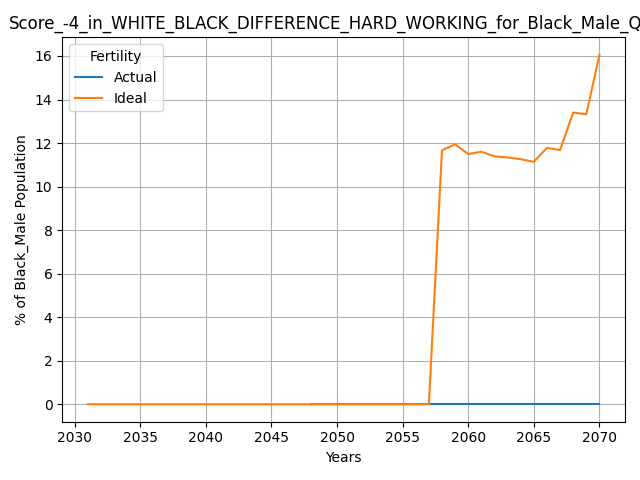 Score_-4_in_WHITE_BLACK_DIFFERENCE_HARD_WORKING_for_Black_Male_Q
Fertility
Actual
Ideal
% of Black_Male Population
16
14
12
10
8
6
4
2
0
2030 2035 2040 2045 2050 2055 2060 2065 2070
Years